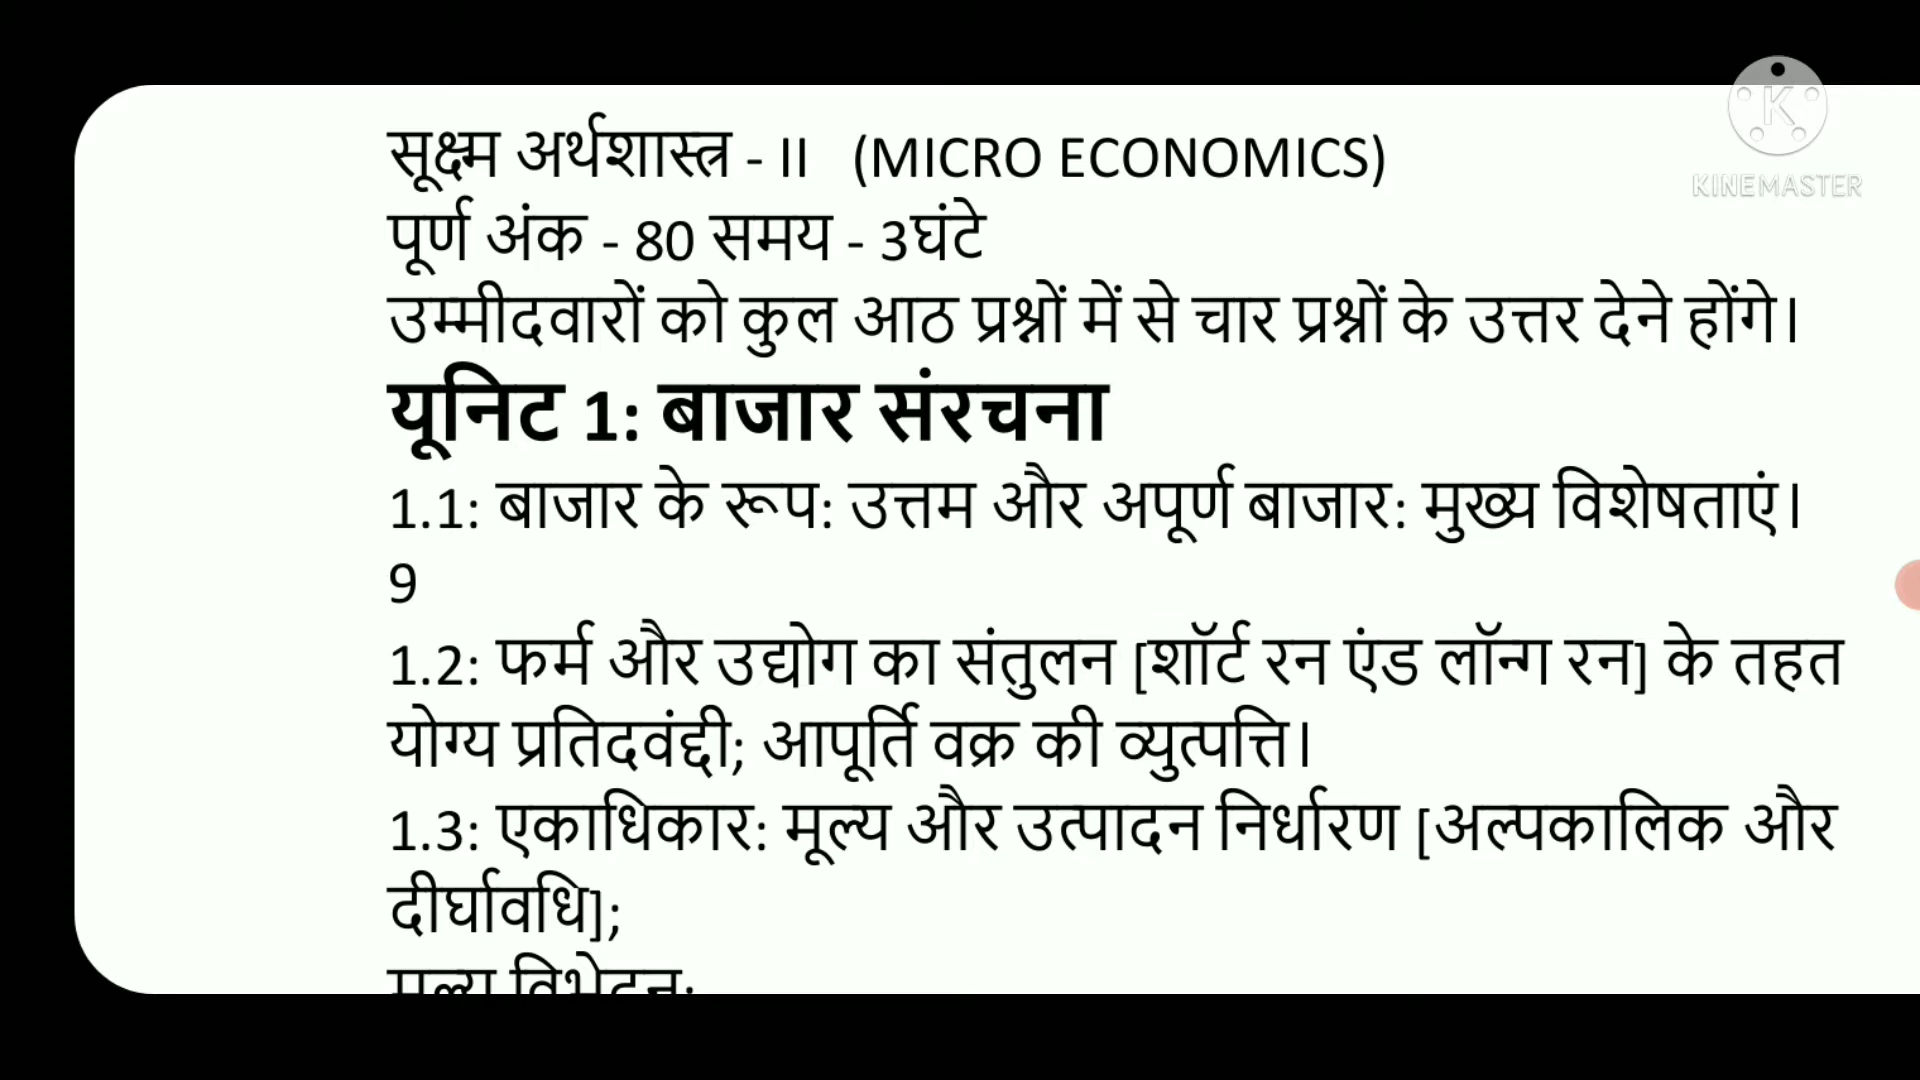 सूक्ष्म अर्थशास्त्र - II (MICRO ECONOMICS)
पूर्ण अंक - 80 समय - 3घंटे
उम्मीदवारों को कुल आठ प्रश्नों में से चार प्रश्नों के उत्तर देने होंगे।
यूनिट 1: बाजार संरचना
1.1: बाजार के रूप: उत्तम और अपूर्ण बाजार: मुख्य विशेषताएं।
9
1.2: फर्म और उद्योग का संतुलन [शॉर्ट रन एंड लॉन्ग रन] के तहत
योग्य प्रतिदवंद्दी; आपूर्ति वक्र की व्युत्पत्ति।
1.3: एकाधिकार: मूल्य और उत्पादन निर्धारण [अल्पकालिक और
दीर्घावधि];
मूल्य विभेदन;
K
KINEMASTER